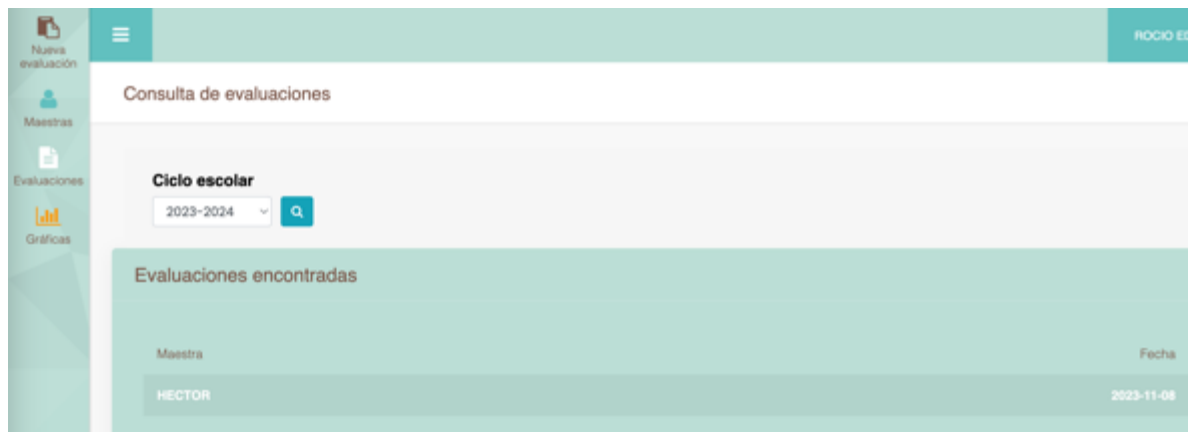 Nueva
evaluación
Maestras
Evaluaciones
Gráficas
ROCIO
Consulta de evaluaciones
Ciclo escolar
2023-2024
Evaluaciones encontradas
Maestra Fecha
HECTOR 2023-11-08